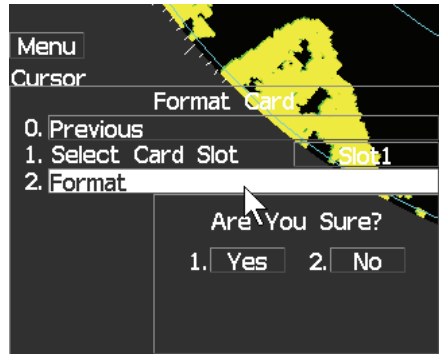 Menu
Cursor
Format Card
0. Previous
1. Select Card Slot Slot1
2. Format
Are You Sure?
1. Yes 2. No